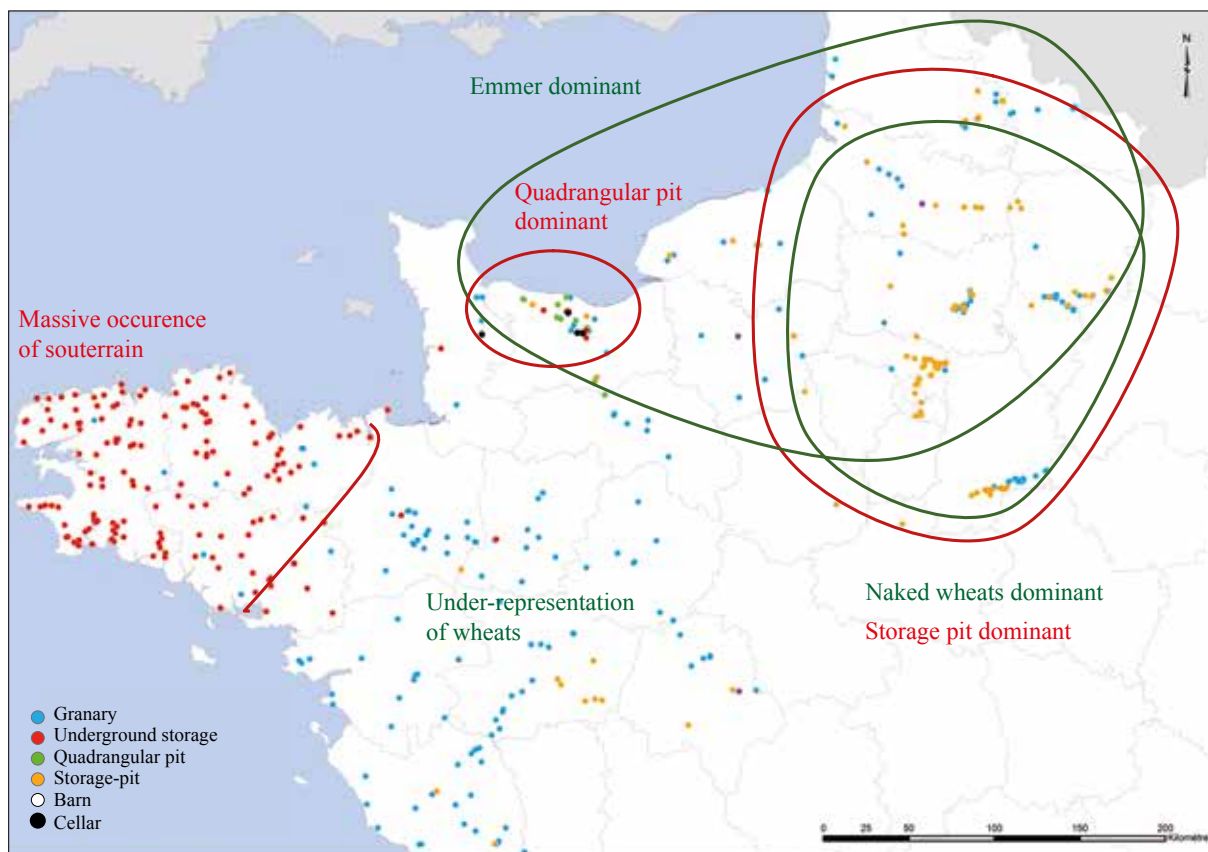 N
Emmer dominant
Quadrangular pit
dominant
Massive occurence
of souterrain
Under-representation
of wheats
Naked wheats dominant
Storage pit dominant
Granary
Underground storage
Quadrangular pit
Storage-pit
Barn
Cellar
0 25 50 100 150 200
Kilomètre